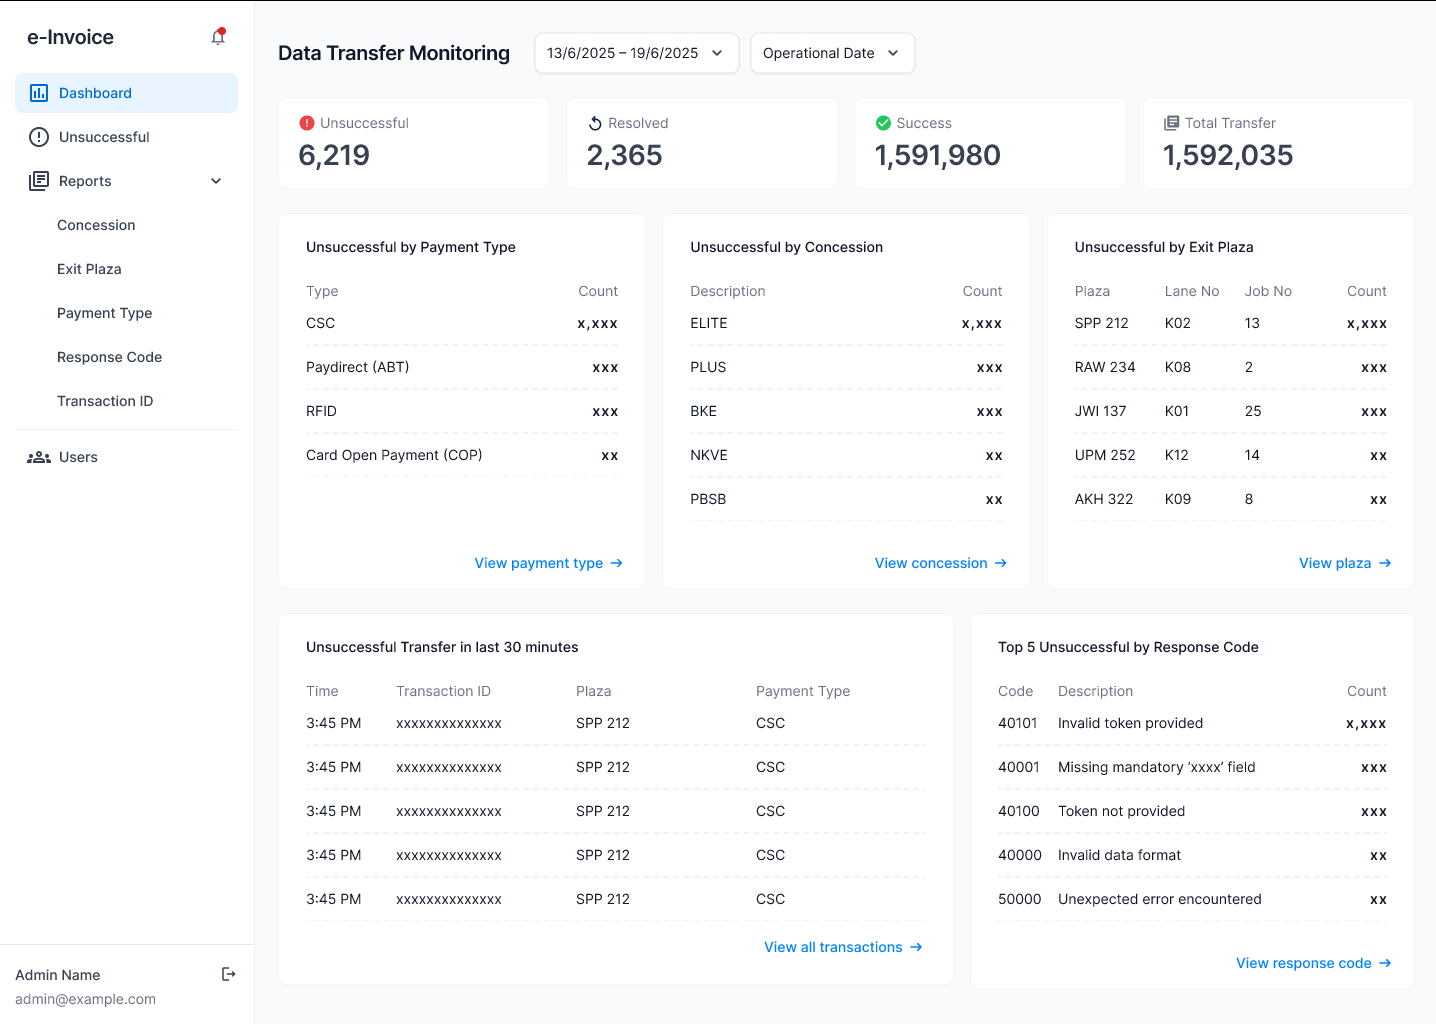 e-Invoice
Dashboard
Unsuccessful
Reports
Concession
Exit Plaza
Payment Type
Response Code
Transaction ID
Users
Admin Name
admin@example.com
Data Transfer Monitoring
13/6/2025 – 19/6/2025
Operational Date
Unsuccessful
6,219
Resolved
2,365
Success
1,591,980
Total Transfer
1,592,035
Unsuccessful by Payment Type
Type Count
CSC x,xxx
Paydirect (ABT) xxx
RFID xxx
Card Open Payment (COP) xx
View payment type →
Unsuccessful by Concession
Description Count
ELITE x,xxx
PLUS xxx
BKE xxx
NKVE xx
PBSB xx
View concession →
Unsuccessful by Exit Plaza
Plaza Lane No Job No Count
SPP 212 K02 13 x,xxx
RAW 234 K08 2 xxx
JWI 137 K01 25 xxx
UPM 252 K12 14 xx
AKH 322 K09 8 xx
View plaza →
Unsuccessful Transfer in last 30 minutes
Time Transaction ID Plaza Payment Type
3:45 PM xxxxxxxxxxxxxx SPP 212 CSC
3:45 PM xxxxxxxxxxxxxx SPP 212 CSC
3:45 PM xxxxxxxxxxxxxx SPP 212 CSC
3:45 PM xxxxxxxxxxxxxx SPP 212 CSC
3:45 PM xxxxxxxxxxxxxx SPP 212 CSC
View all transactions →
Top 5 Unsuccessful by Response Code
Code Description Count
40101 Invalid token provided x,xxx
40001 Missing mandatory ‘xxxx’ field xxx
40100 Token not provided xxx
40000 Invalid data format xx
50000 Unexpected error encountered xx
View response code →